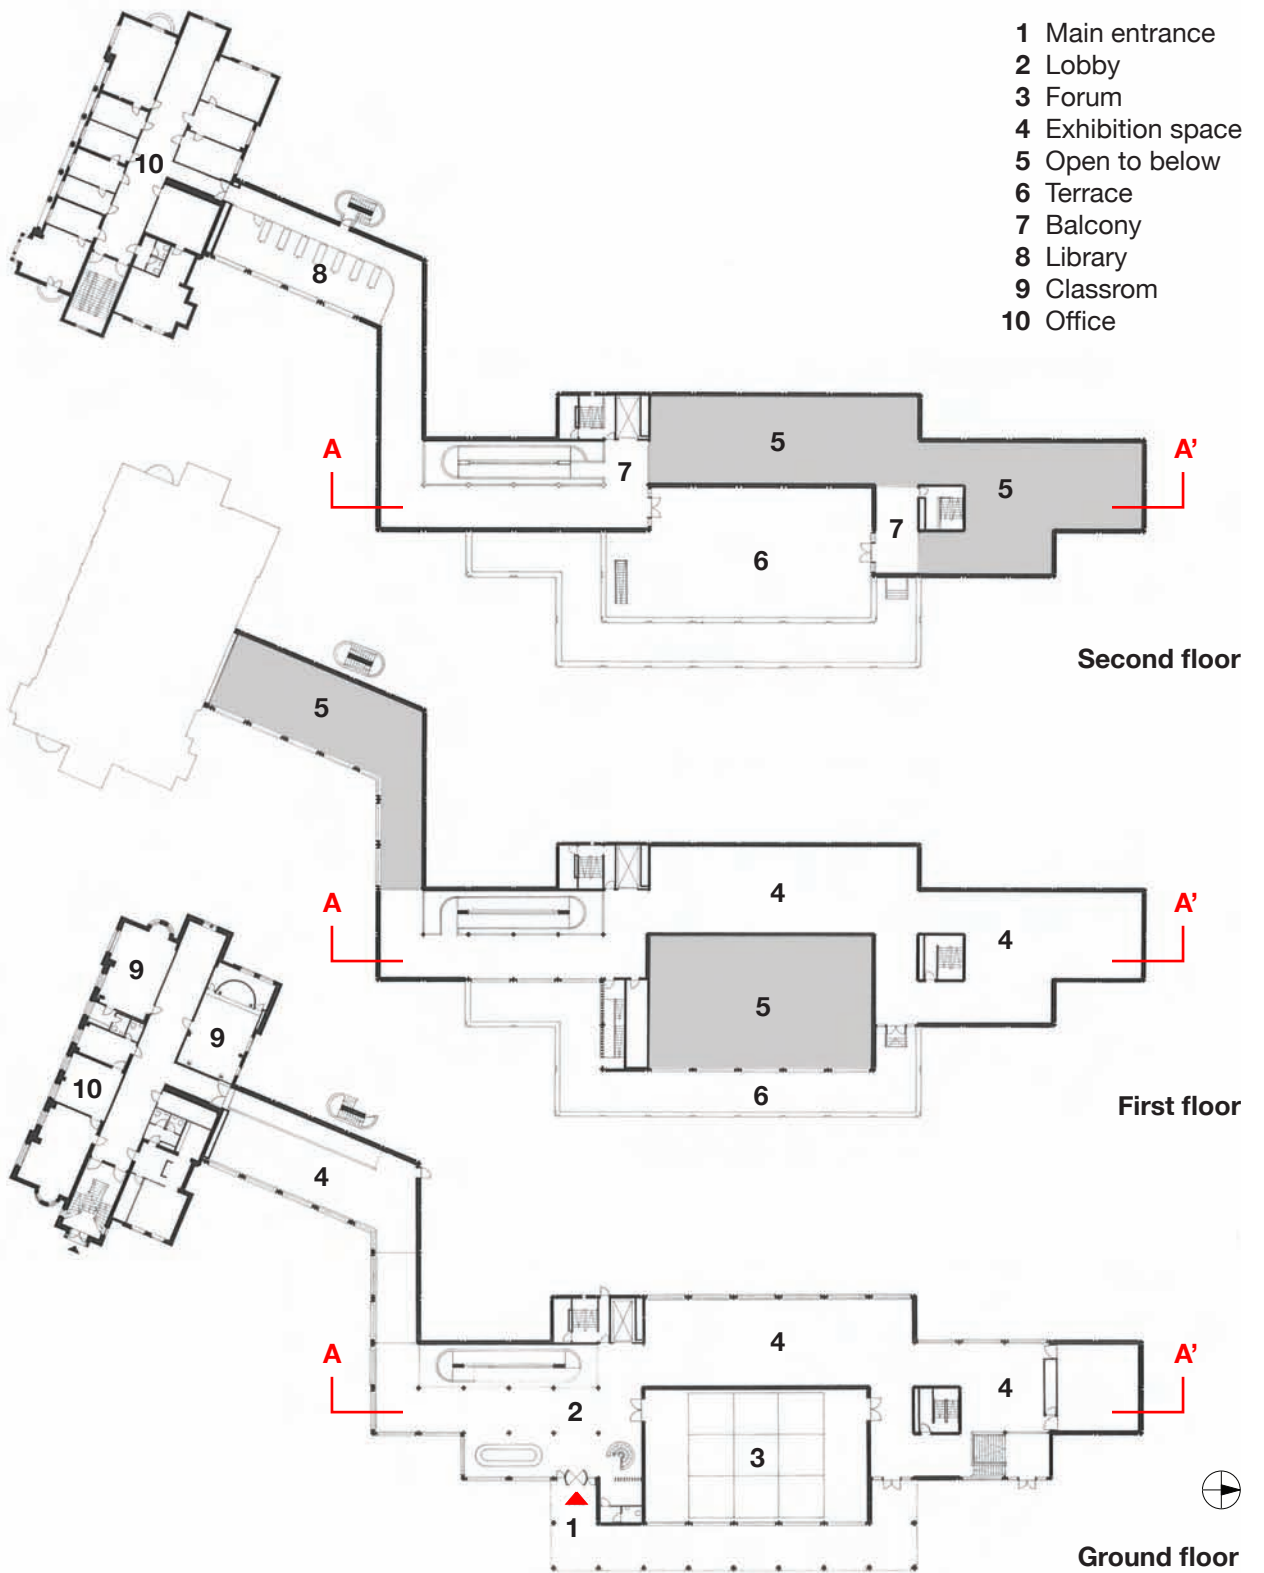 1 Main entrance
2 Lobby
3 Forum
4 Exhibition space
5 Open to below
6 Terrace
7 Balcony
8 Library
9 Classrom
10 Office
10
8
A
5
A'
7
5
7
6
Second floor
5
A
4
A'
4
5
6
First floor
9
9
10
4
A
4
A'
4
2
3
1
Ground floor